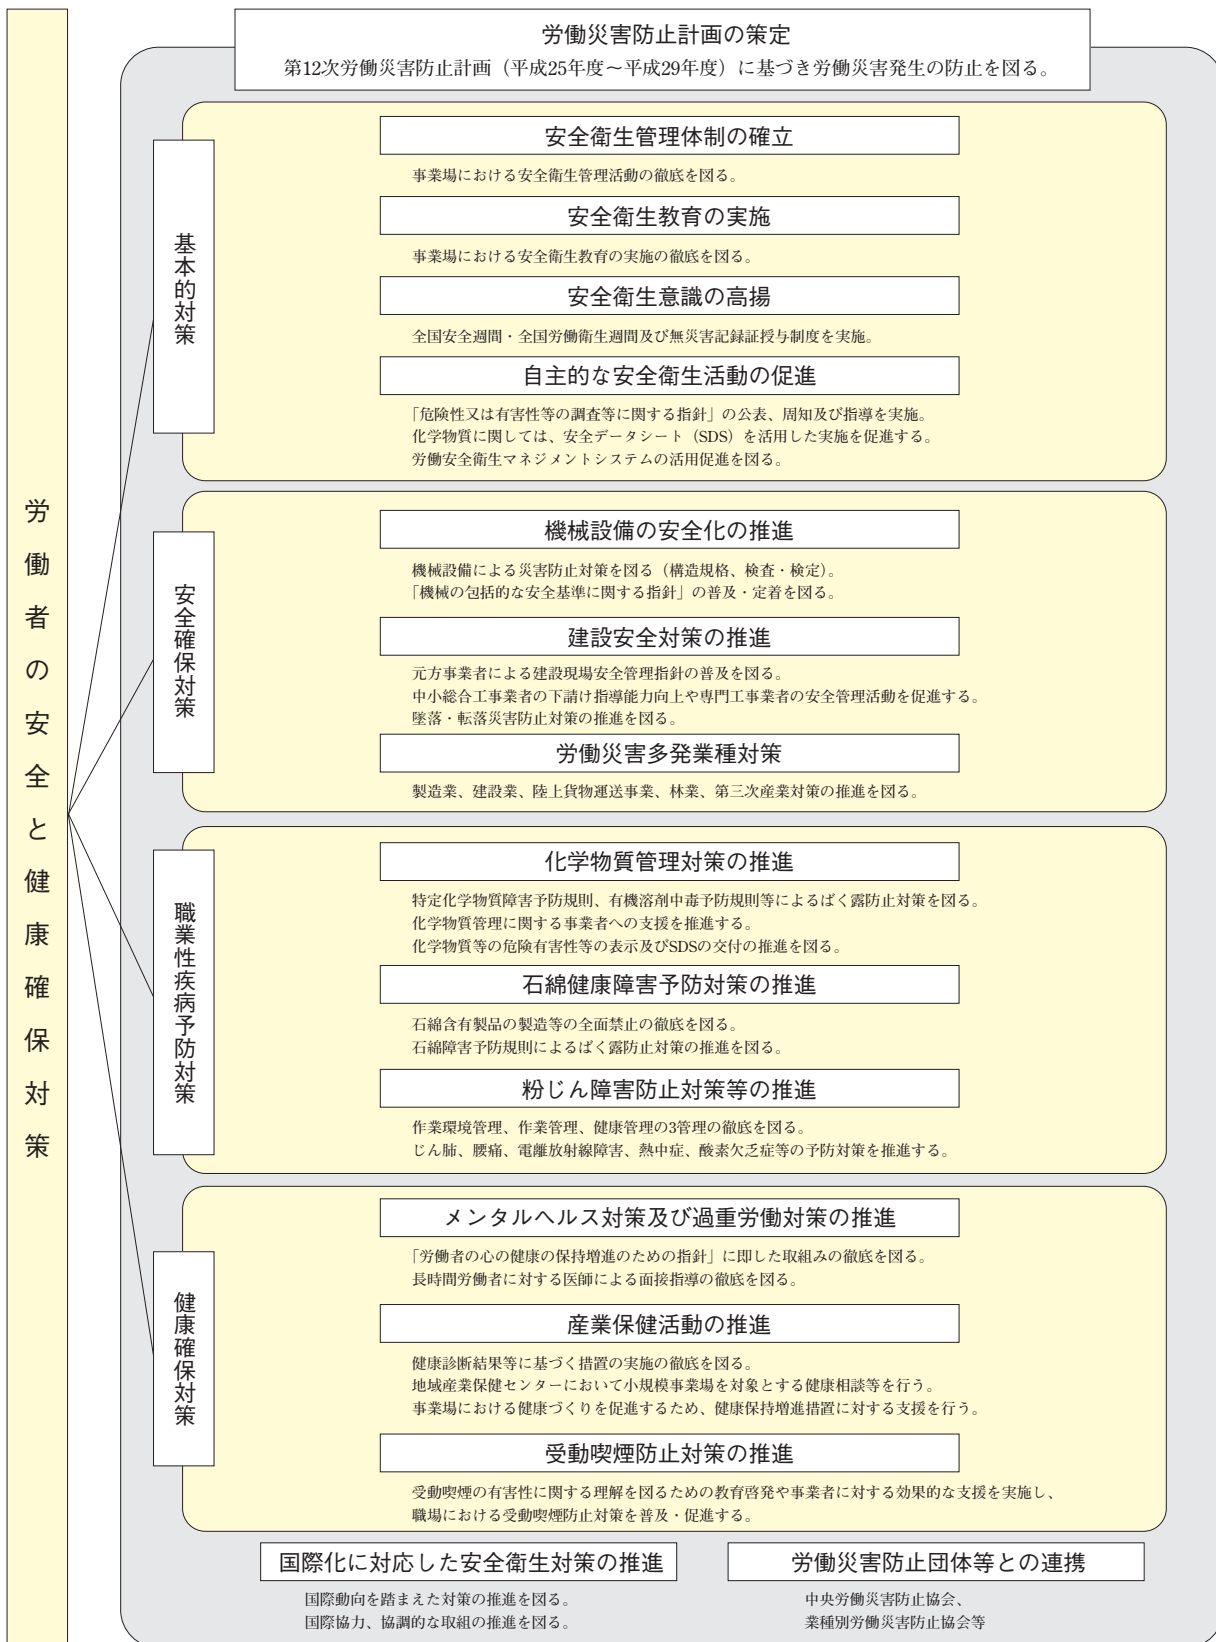 労働者の安全と健康確保対策
労働災害防止計画の策定
第12次労働災害防止計画（平成25年度～平成29年度）に基づき労働災害発生の防止を図る。
基本的対策
安全衛生管理体制の確立
事業場における安全衛生管理活動の徹底を図る。
安全衛生教育の実施
事業場における安全衛生教育の実施の徹底を図る。
安全衛生意識の高揚
全国安全週間・全国労働衛生週間及び無災害記録証授与制度を実施。
自主的な安全衛生活動の促進
「危険性又は有害性等の調査等に関する指針」の公表、周知及び指導を実施。
化学物質に関しては、安全データシート（SDS）を活用した実施を促進する。
労働安全衛生マネジメントシステムの活用促進を図る。
安全確保対策
機械設備の安全化の推進
機械設備による災害防止対策を図る（構造規格、検査・検定）。
「機械の包括的な安全基準に関する指針」の普及・定着を図る。
建設安全対策の推進
元方事業者による建設現場安全管理指針の普及を図る。
中小総合工事業者の下請け指導能力向上や専門工事業者の安全管理活動を促進する。
墜落・転落災害防止対策の推進を図る。
労働災害多発業種対策
製造業、建設業、陸上貨物運送事業、林業、第三次産業対策の推進を図る。
職業性疾病予防対策
化学物質管理対策の推進
特定化学物質障害予防規則、有機溶剤中毒予防規則等によるばく露防止対策を図る。
化学物質管理に関する事業者への支援を推進する。
化学物質等の危険有害性等の表示及びSDSの交付の推進を図る。
石綿健康障害予防対策の推進
石綿含有製品の製造等の全面禁止の徹底を図る。
石綿障害予防規則によるばく露防止対策の推進を図る。
粉じん障害防止対策等の推進
作業環境管理、作業管理、健康管理の3管理の徹底を図る。
じん肺、腰痛、電離放射線障害、熱中症、酸素欠乏症等の予防対策を推進する。
健康確保対策
メンタルヘルス対策及び過重労働対策の推進
「労働者の心の健康の保持増進のための指針」に即した取組みの徹底を図る。
長時間労働者に対する医師による面接指導の徹底を図る。
産業保健活動の推進
健康診断結果等に基づく措置の実施の徹底を図る。
地域産業保健センターにおいて小規模事業場を対象とする健康相談等を行う。
事業場における健康づくりを促進するため、健康保持増進措置に対する支援を行う。
受動喫煙防止対策の推進
受動喫煙の有害性に関する理解を図るための教育啓発や事業者に対する効果的な支援を実施し、
職場における受動喫煙防止対策を普及・促進する。
国際化に対応した安全衛生対策の推進
国際動向を踏まえた対策の推進を図る。
国際協力、協調的な取組の推進を図る。
労働災害防止団体等との連携
中央労働災害防止協会、
業種別労働災害防止協会等